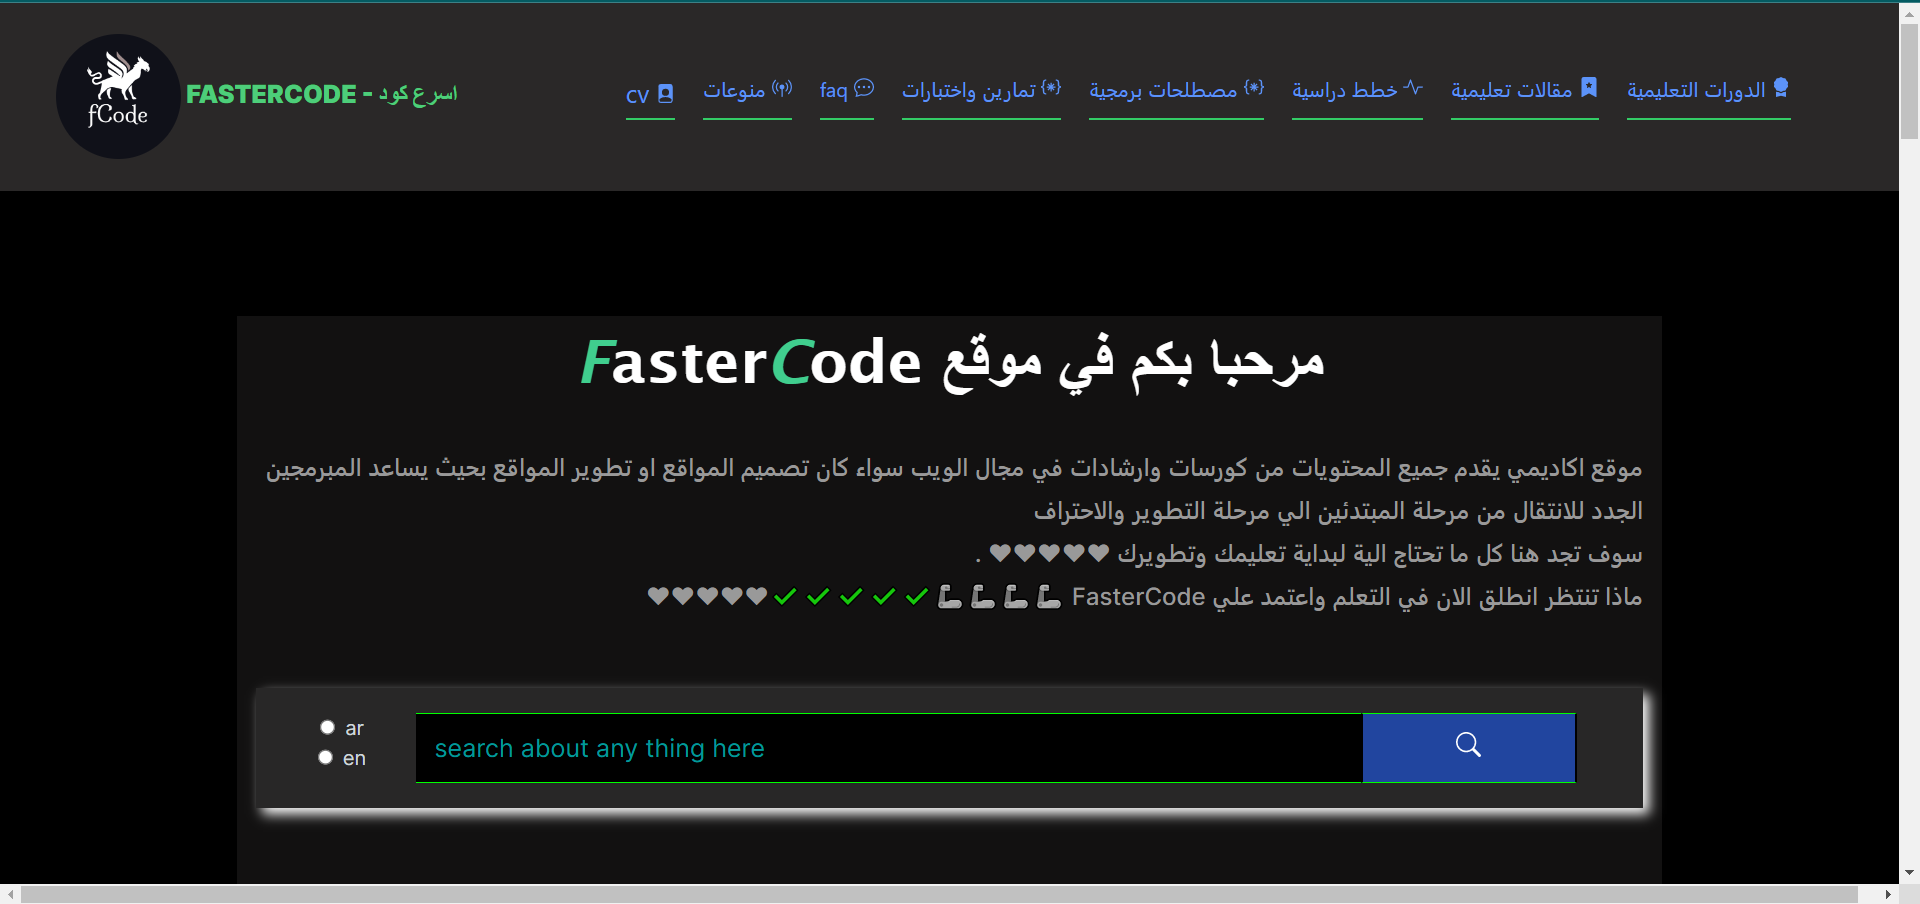 fCode
FASTERCODE - اسرع كود
الدورات التعليمية
مقالات تعليمية
خطط دراسية
مصطلحات برمجية
تمارين واختبارات
faq
منوعات
CV
مرحبا بكم في موقع FasterCode
موقع اكاديمي يقدم جميع المحتويات من كورسات وارشادات في مجال الويب سواء كان تصميم المواقع او تطوير المواقع بحيث يساعد المبرمجين
الجدد للانتقال من مرحلة المبتدئين الي مرحلة التطوير والاحتراف
سوف تجد هنا كل ما تحتاج الية لبداية تعليمك وتطويرك ♥♥♥♥♥ .
ماذا تنتظر انطلق الان في التعلم واعتمد علي FasterCode 💪💪💪💪✓✓✓✓✓♥♥♥♥♥
ar
en
search about any thing here